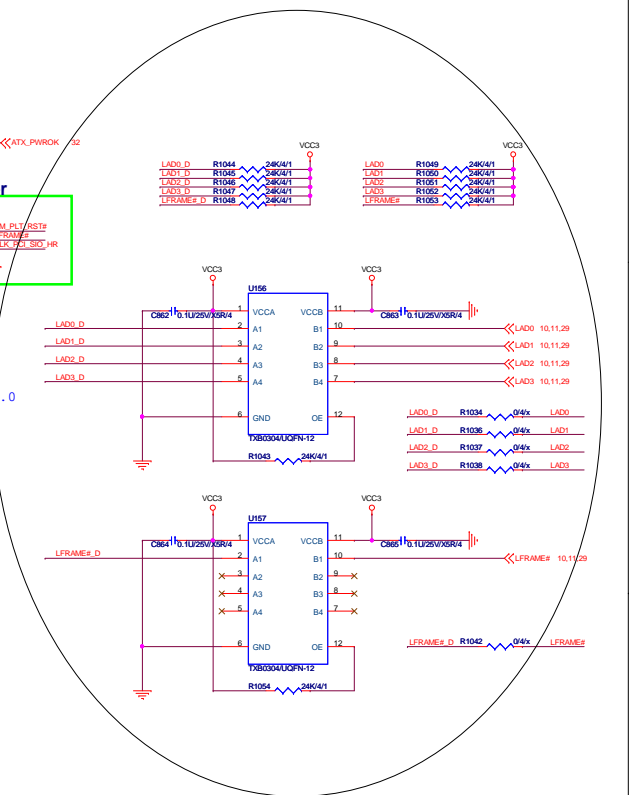 ATX_PWROK 32
VCC3 VCC3
LAD0_D R1044 24K/4/1 LAD0 R1049 24K/4/1
LAD1_D R1045 24K/4/1 LAD1 R1050 24K/4/1
LAD2_D R1046 24K/4/1 LAD2 R1051 24K/4/1
LAD3_D R1047 24K/4/1 LAD3 R1052 24K/4/1
LFRAME#_D R1048 24K/4/1 LFRAME# R1053 24K/4/1
r
M_PLT_RST#
FRAME#
LK_PCI_SIO_HR
VCC3 VCC3
U156
C862 0.1U/25V/X5R/4 1 VCCA VCCB 11 C863 0.1U/25V/X5R/4
LAD0_D 2 A1 B1 10 LAD0 10,11,29
LAD1_D 3 A2 B2 9 LAD1 10,11,29
LAD2_D 4 A3 B3 8 LAD2 10,11,29
LAD3_D 5 A4 B4 7 LAD3 10,11,29
.0
6 GND OE 12
TXB0304/UQFN-12
R1043 24K/4/1
LAD0_D R1034 0/4/x LAD0
LAD1_D R1036 0/4/x LAD1
LAD2_D R1037 0/4/x LAD2
LAD3_D R1038 0/4/x LAD3
VCC3 VCC3
U157
C864 0.1U/25V/X5R/4 1 VCCA VCCB 11 C865 0.1U/25V/X5R/4
LFRAME#_D 2 A1 B1 10 LFRAME# 10,11,29
3 A2 B2 9
4 A3 B3 8
5 A4 B4 7
6 GND OE 12
TXB0304/UQFN-12
R1054 24K/4/1
LFRAME#_D R1042 0/4/x LFRAME#